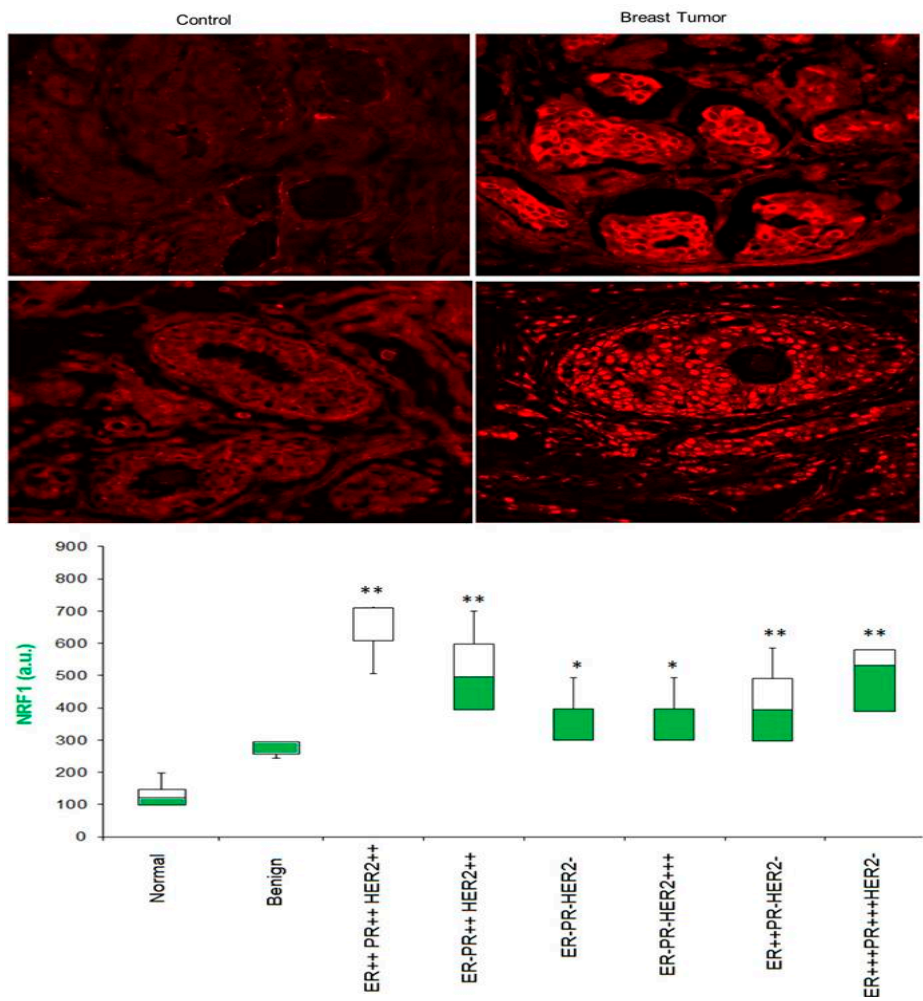 Control
Breast Tumor
900
800
700
600
500
400
300
200
100
0
NRF1 (a.u.)
**
**
*
*
**
**
Normal
Benign
ER++ PR++ HER2++
ER-PR++ HER2++
ER-PR-HER2-
ER-PR-HER2+++
ER++PR-HER2-
ER+++PR+++HER2-